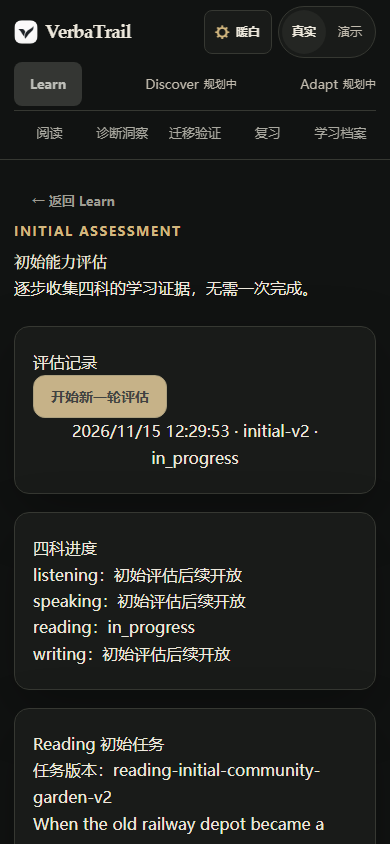 VerbaTrail
暖白
真实
演示
Learn
Discover 规划中
Adapt 规划中
阅读
诊断洞察
迁移验证
复习
学习档案
← 返回 Learn
INITIAL ASSESSMENT
初始能力评估
逐步收集四科的学习证据，无需一次完成。
评估记录
开始新一轮评估
2026/11/15 12:29:53 · initial-v2 ·
in_progress
四科进度
listening：初始评估后续开放
speaking：初始评估后续开放
reading：in_progress
writing：初始评估后续开放
Reading 初始任务
任务版本：reading-initial-community-
garden-v2
When the old railway depot became a